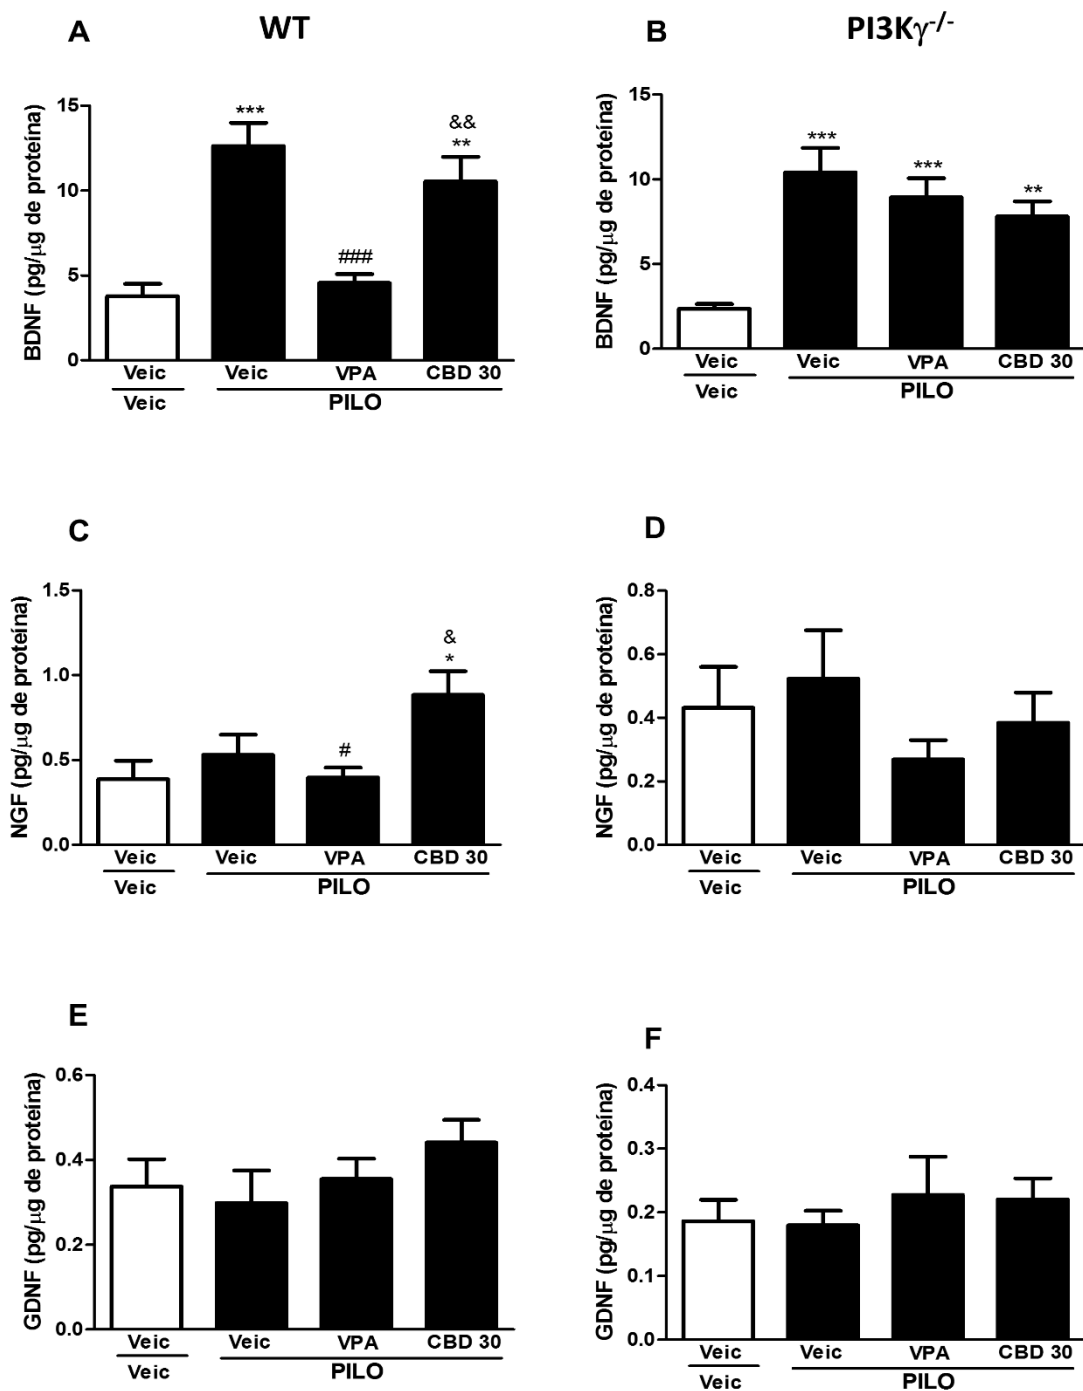 A
WT
B
PI3Kγ-/-
BDNF (pg/µg de proteína)
15
10
5
0
***
###
&&
**
Veic
Veic
VPA
CBD 30
Veic
PILO
BDNF (pg/µg de proteína)
15
10
5
0
***
***
**
Veic
Veic
VPA
CBD 30
Veic
PILO
C
NGF (pg/µg de proteína)
1.5
1.0
0.5
0.0
#
&
*
Veic
Veic
VPA
CBD 30
Veic
PILO
D
NGF (pg/µg de proteína)
0.8
0.6
0.4
0.2
0.0
Veic
Veic
VPA
CBD 30
Veic
PILO
E
GDNF (pg/µg de proteína)
0.6
0.4
0.2
0.0
Veic
Veic
VPA
CBD 30
Veic
PILO
F
GDNF (pg/µg de proteína)
0.4
0.3
0.2
0.1
0.0
Veic
Veic
VPA
CBD 30
Veic
PILO